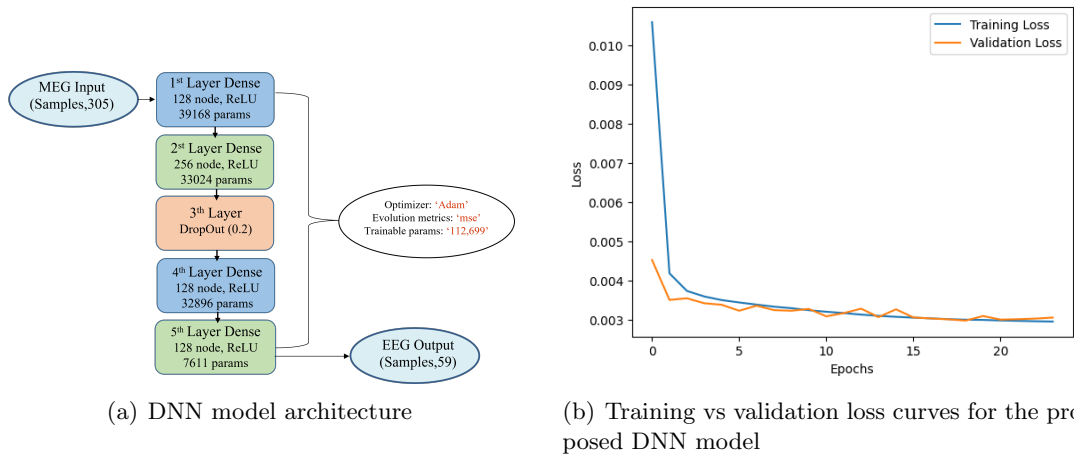 MEG Input
(Samples,305)
1st Layer Dense
128 node, ReLU
39168 params
2st Layer Dense
256 node, ReLU
33024 params
3th Layer
DropOut (0.2)
4th Layer Dense
128 node, ReLU
32896 params
5th Layer Dense
128 node, ReLU
7611 params
Optimizer: ‘Adam’
Evolution metrics: ‘mse’
Trainable params: ‘112,699’
EEG Output
(Samples,59)
(a) DNN model architecture
Training Loss
Validation Loss
Loss
0.010
0.009
0.008
0.007
0.006
0.005
0.004
0.003
0
5
10
15
20
Epochs
(b) Training vs validation loss curves for the pro
posed DNN model